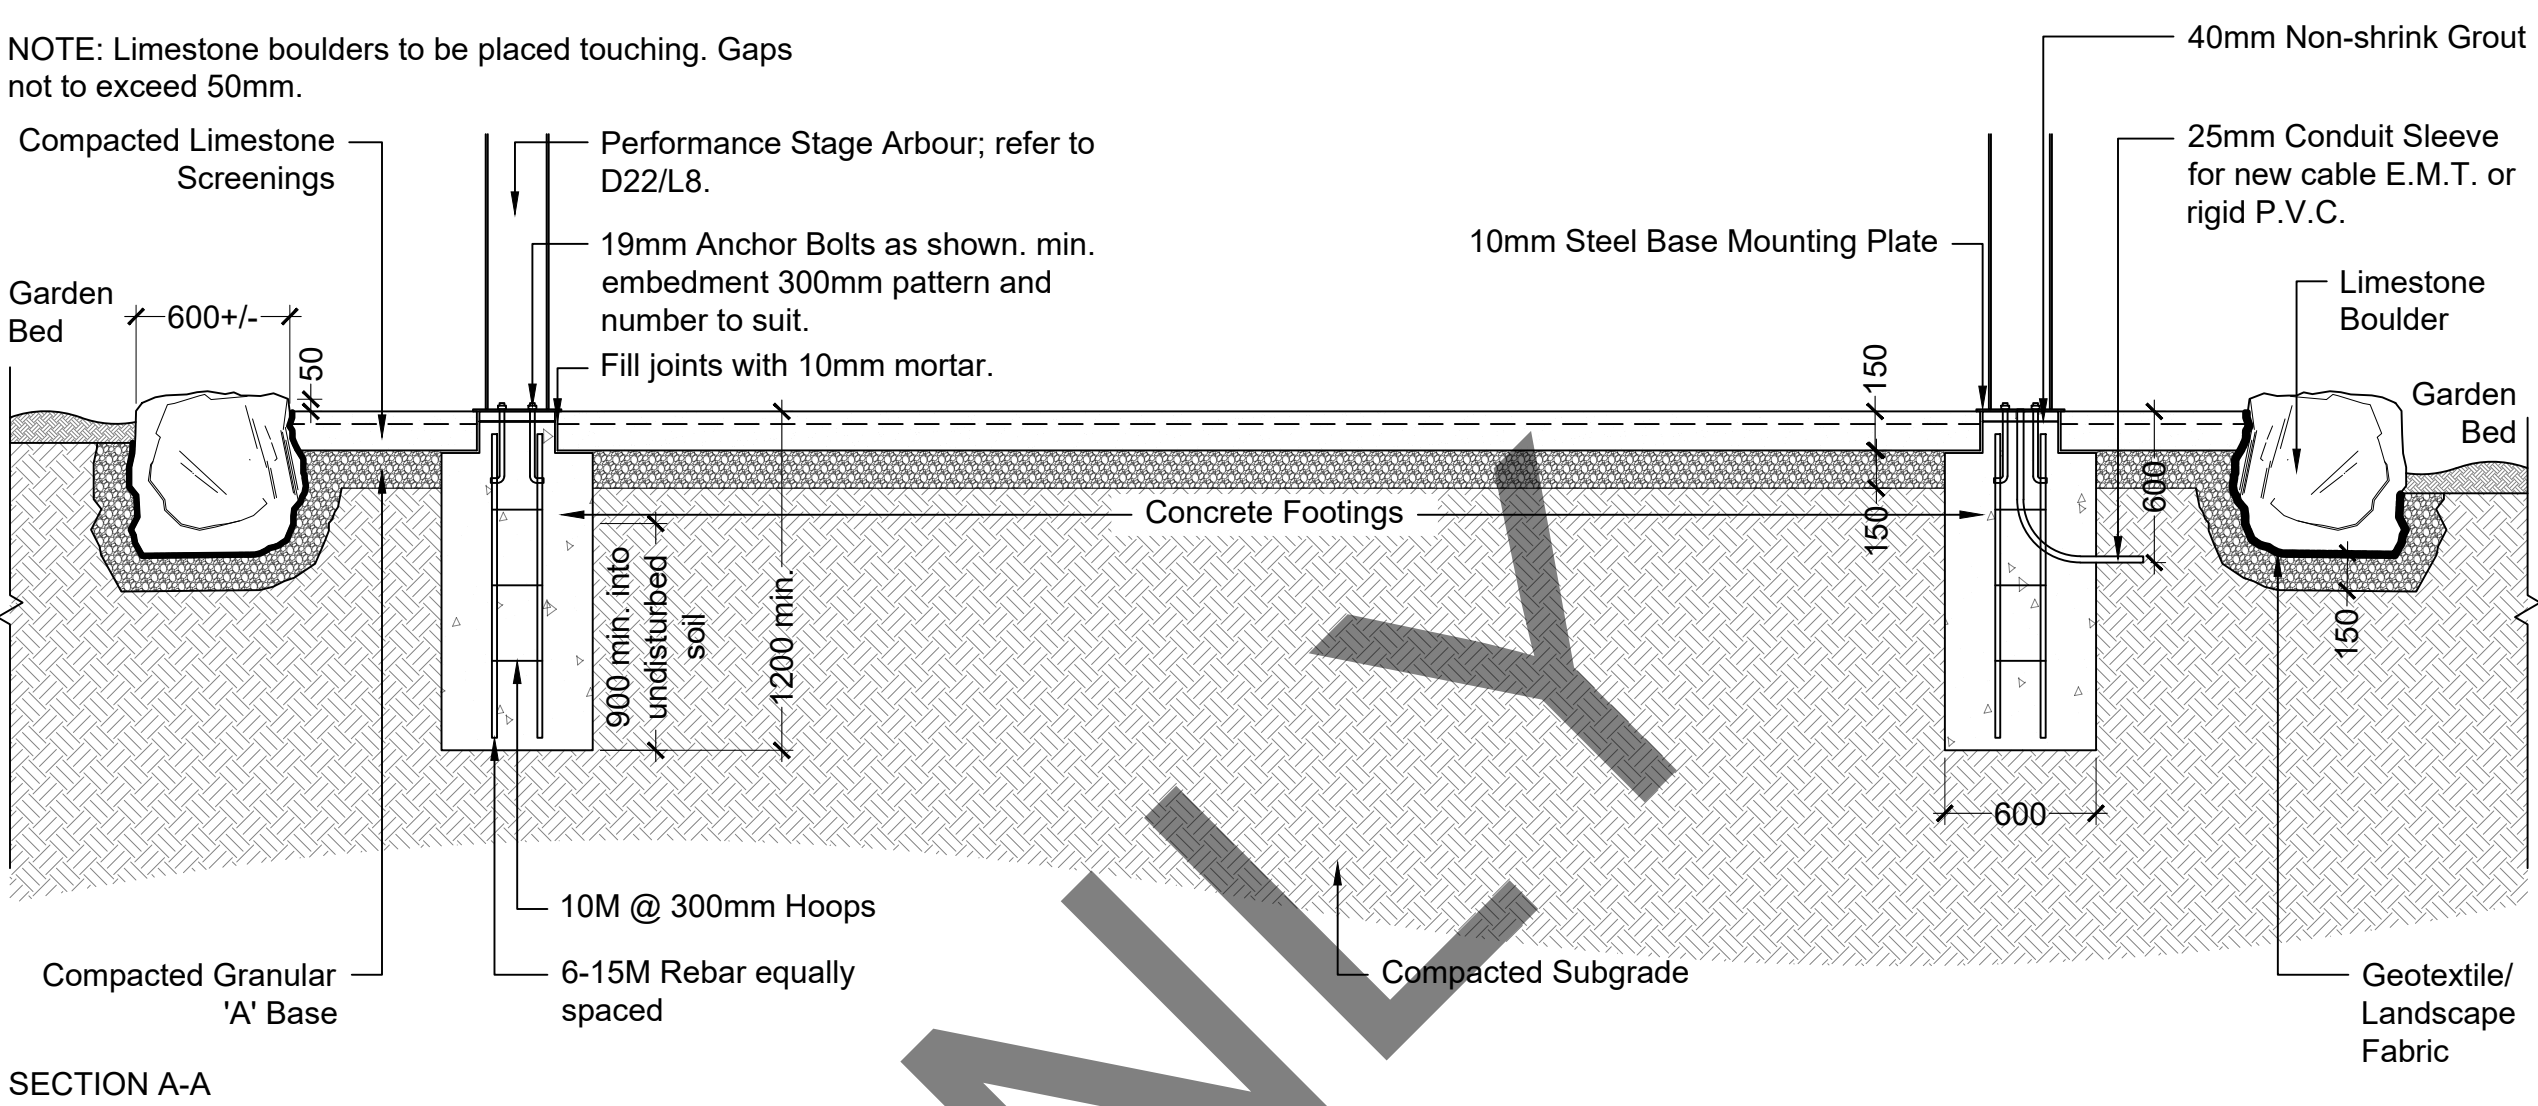 NOTE: Limestone boulders to be placed touching. Gaps
not to exceed 50mm.
40mm Non-shrink Grout
Compacted Limestone
Screenings
Performance Stage Arbour; refer to
D22/L8.
25mm Conduit Sleeve
for new cable E.M.T. or
rigid P.V.C.
19mm Anchor Bolts as shown. min.
embedment 300mm pattern and
number to suit.
10mm Steel Base Mounting Plate
Garden
Bed
600+/-
Limestone
Boulder
50
Fill joints with 10mm mortar.
150
Garden
Bed
600
Concrete Footings
150
900 min. into
undisturbed
soil
1200 min.
150
600
10M @ 300mm Hoops
6-15M Rebar equally
spaced
Compacted Granular
'A' Base
Compacted Subgrade
Geotextile/
Landscape
Fabric
SECTION A-A
NLY